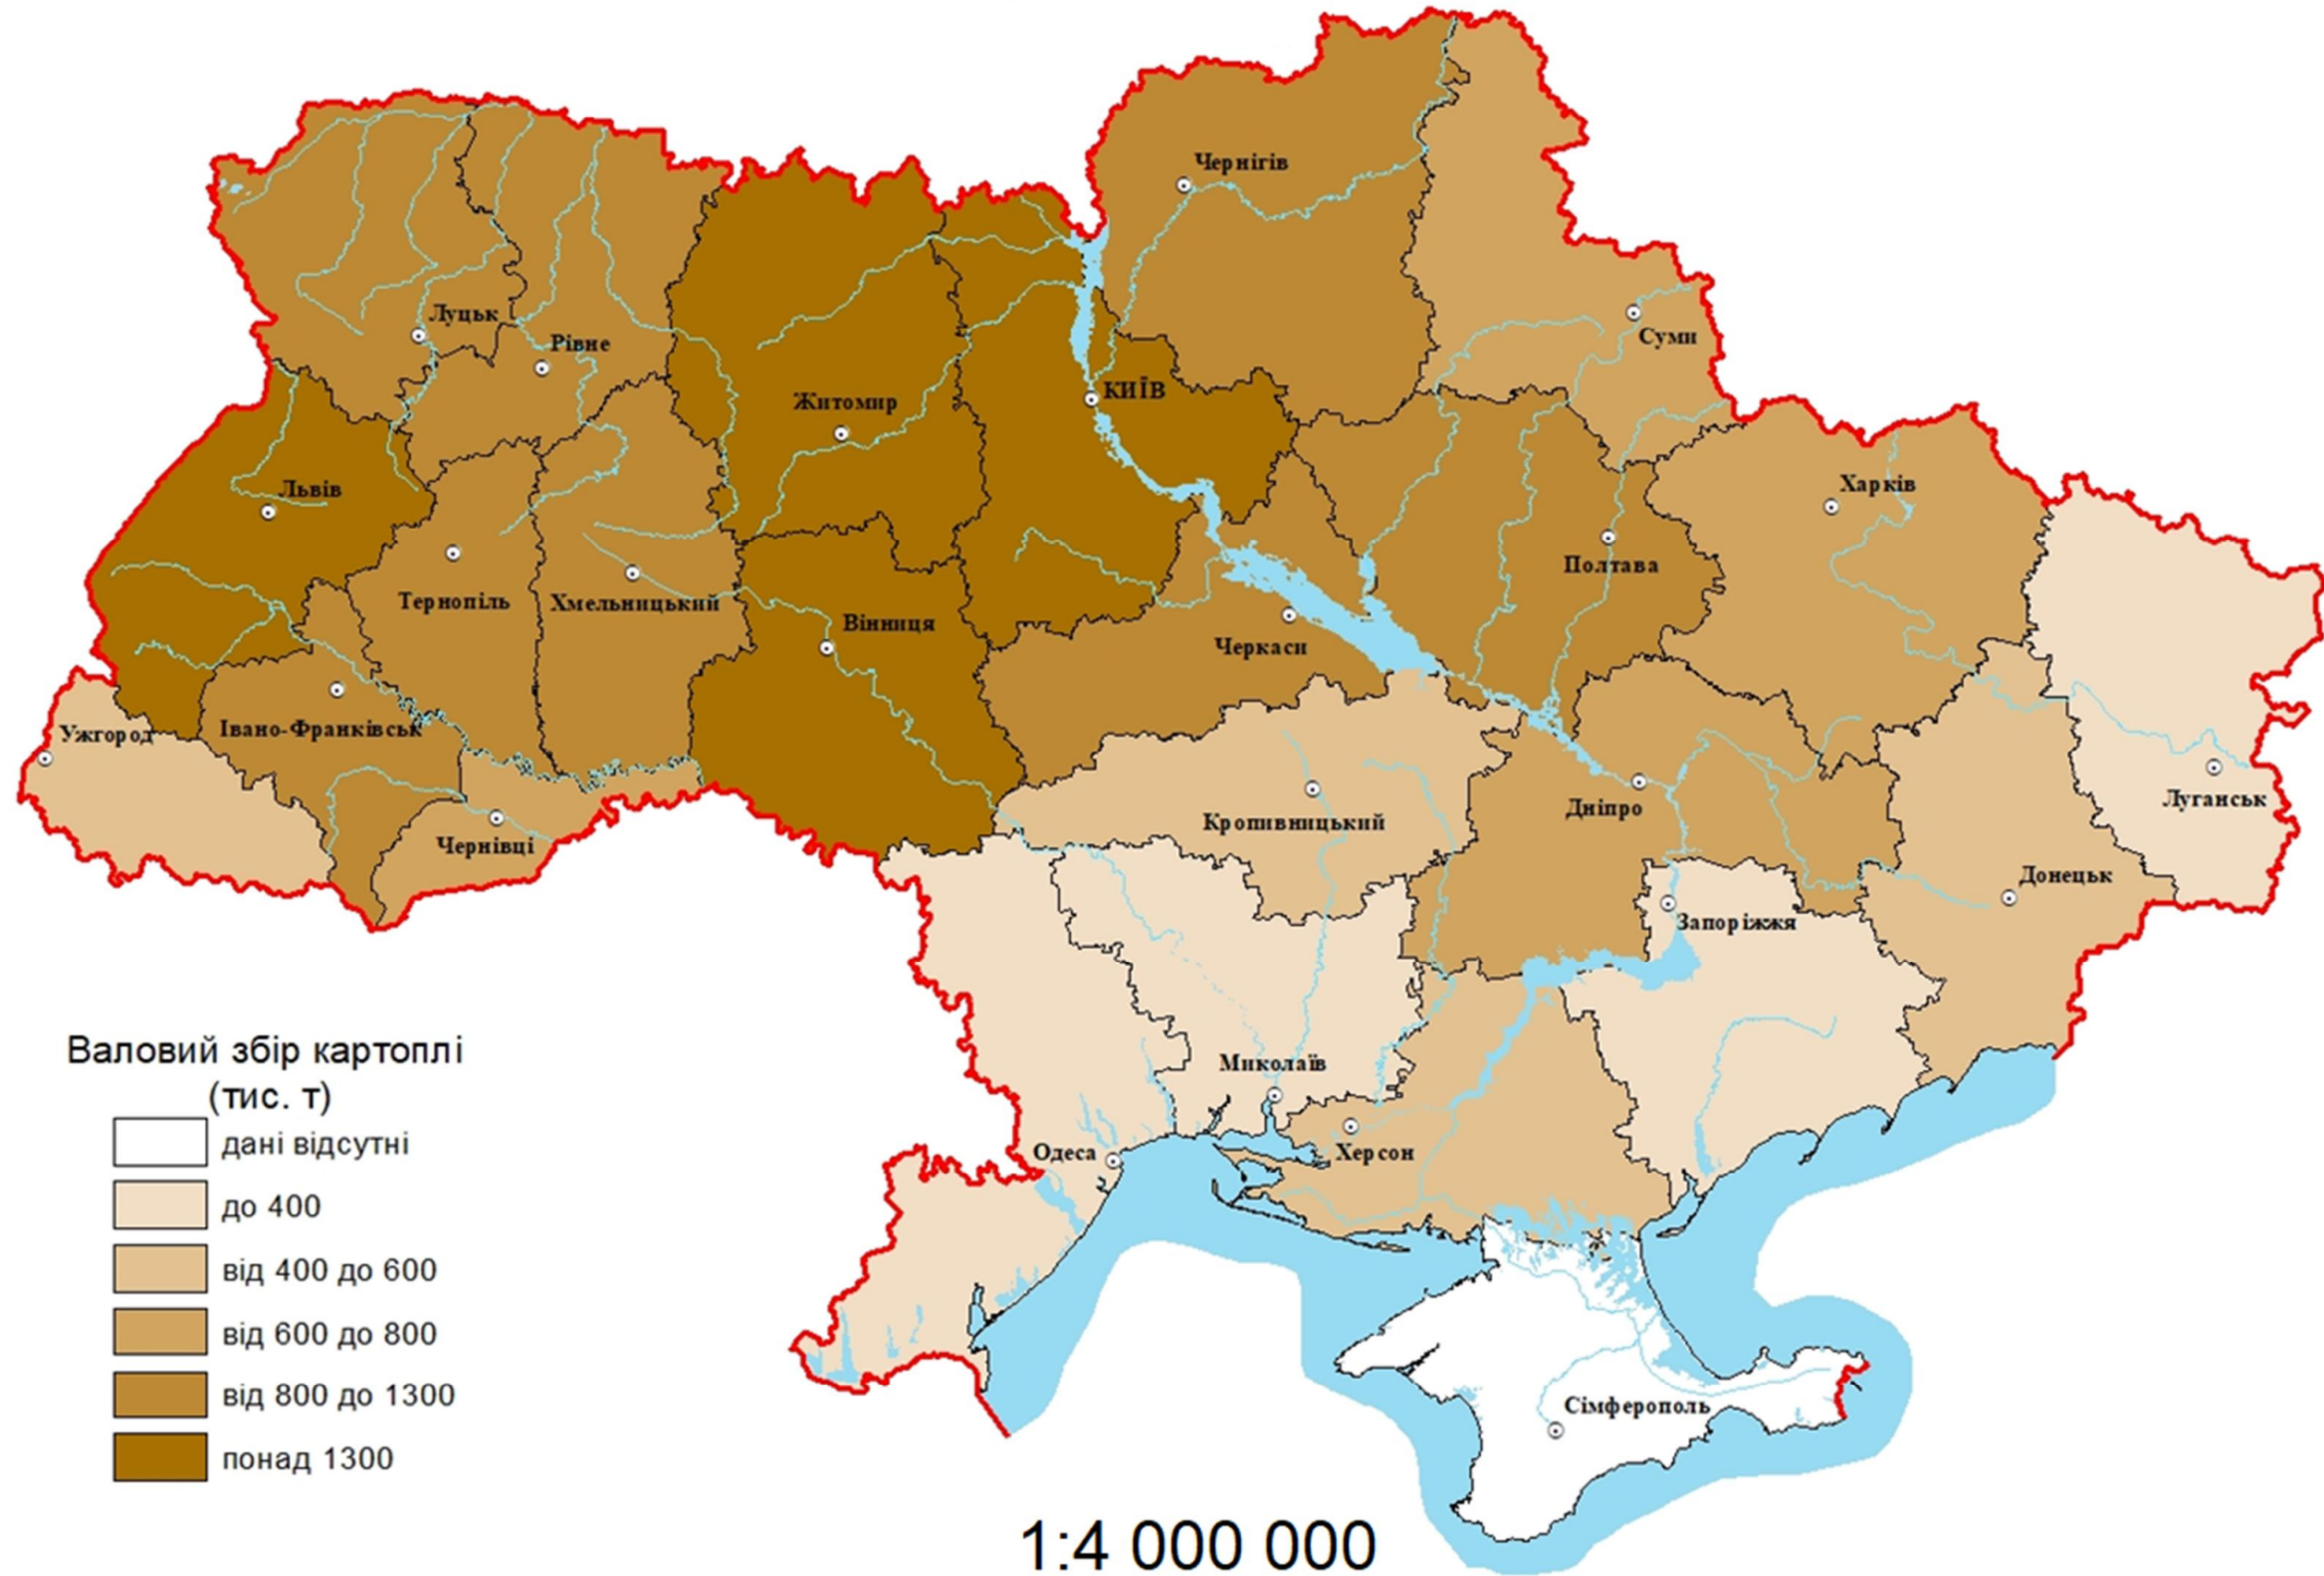 Чернігів
Луцьк
Рівне
Суми
КИЇВ
Житомир
Львів
Харків
Полтава
Тернопіль
Хмельницький
Вінниця
Черкаси
Ужгород
Івано-Франківськ
Чернівці
Кропивницький
Дніпро
Луганськ
Донецьк
Запоріжжя
Миколаїв
Одеса
Херсон
Сімферополь
Валовий збір картоплі
(тис. т)
дані відсутні
до 400
від 400 до 600
від 600 до 800
від 800 до 1300
понад 1300
1:4 000 000